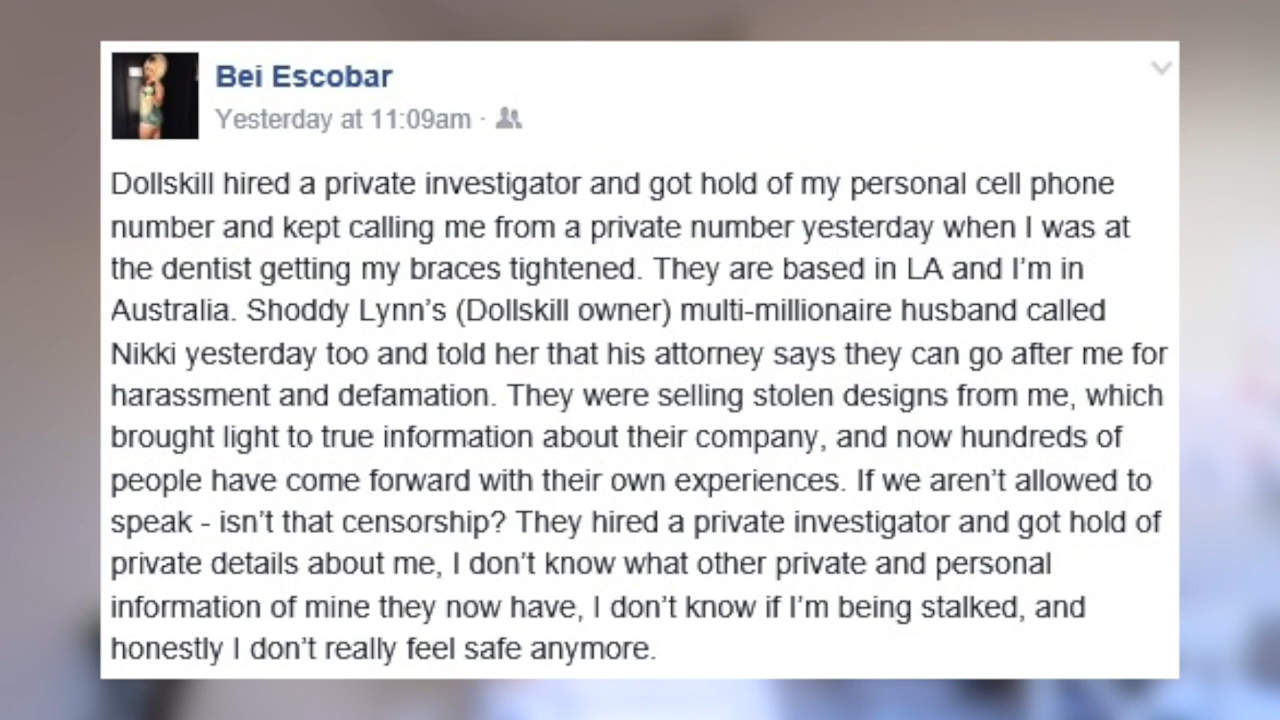 Bei Escobar
Yesterday at 11:09am ·
Dollskill hired a private investigator and got hold of my personal cell phone
number and kept calling me from a private number yesterday when I was at
the dentist getting my braces tightened. They are based in LA and I'm in
Australia. Shoddy Lynn's (Dollskill owner) multi-millionaire husband called
Nikki yesterday too and told her that his attorney says they can go after me for
harassment and defamation. They were selling stolen designs from me, which
brought light to true information about their company, and now hundreds of
people have come forward with their own experiences. If we aren't allowed to
speak - isn't that censorship? They hired a private investigator and got hold of
private details about me, I don't know what other private and personal
information of mine they now have, I don't know if I'm being stalked, and
honestly I don't really feel safe anymore.